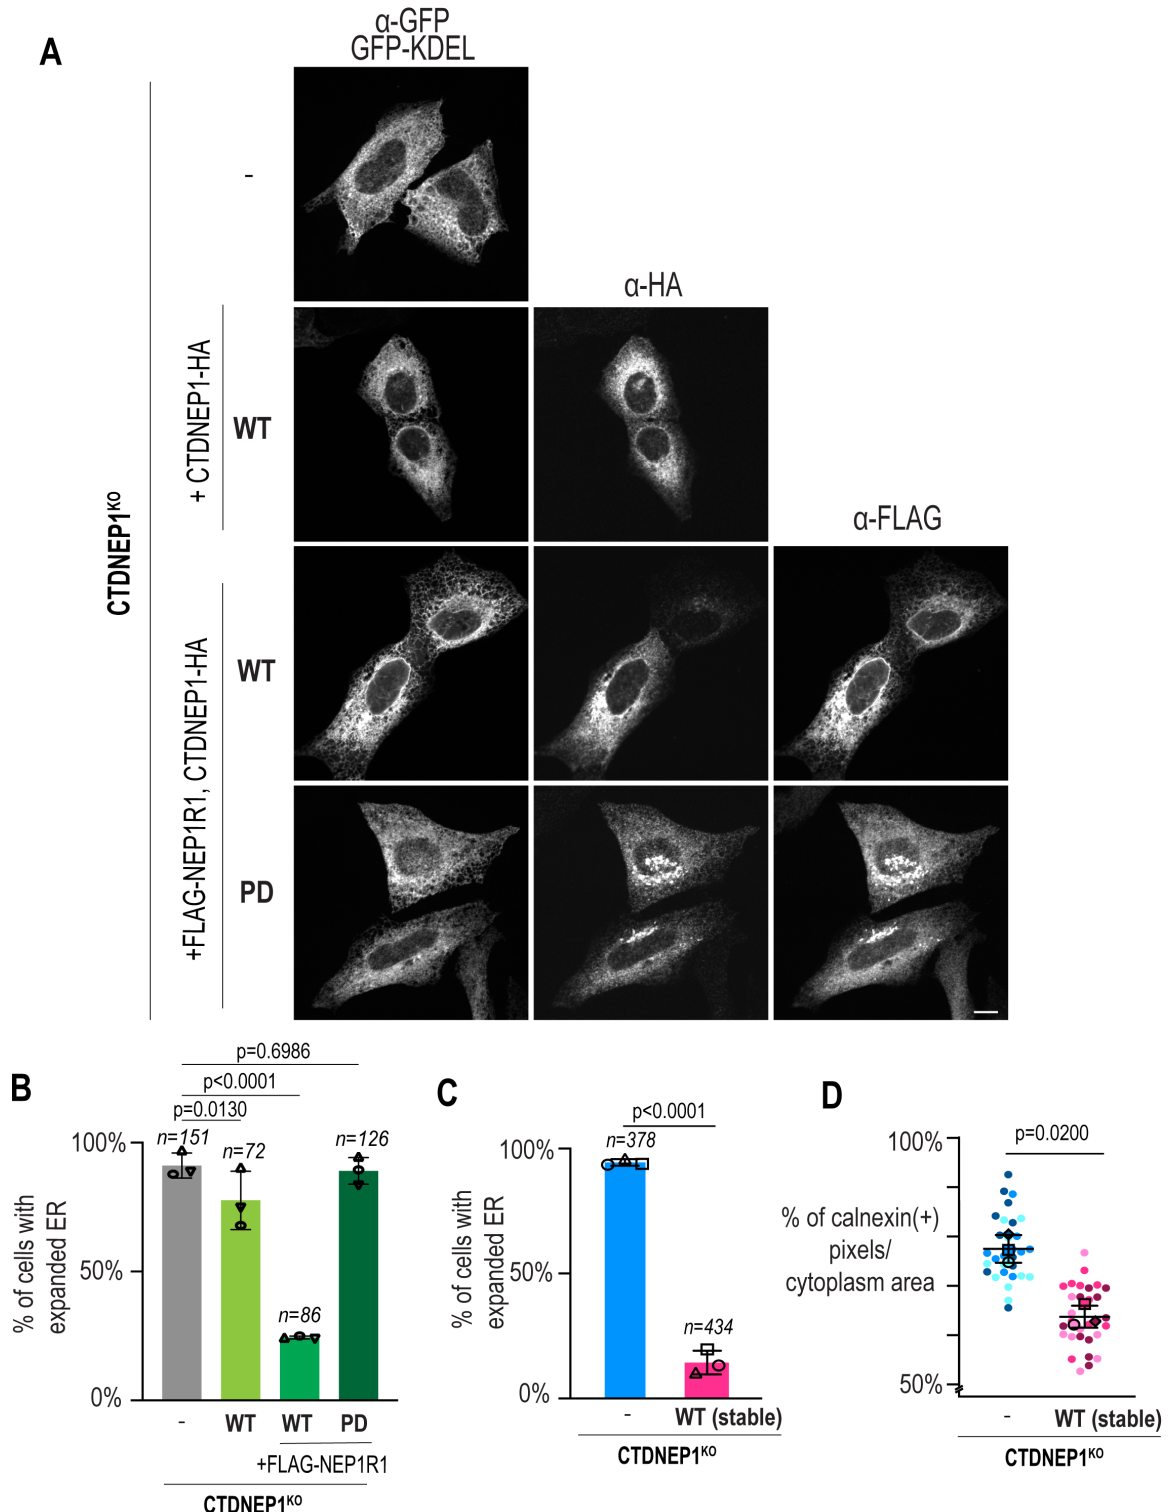 A
α-GFP
GFP-KDEL
-
α-HA
+ CTDNEP1-HA
WT
α-FLAG
CTDNEP1KO
+FLAG-NEP1R1, CTDNEP1-HA
WT
PD
B
p=0.6986
p<0.0001
p=0.0130
n=151
n=72
n=86
n=126
100%
50%
0%
% of cells with
expanded ER
- WT WT PD
+FLAG-NEP1R1
CTDNEP1KO
C
p<0.0001
n=378
n=434
100%
50%
0%
% of cells with
expanded ER
- WT (stable)
CTDNEP1KO
D
p=0.0200
100%
50%
% of calnexin(+)
pixels/
cytoplasm area
- WT (stable)
CTDNEP1KO